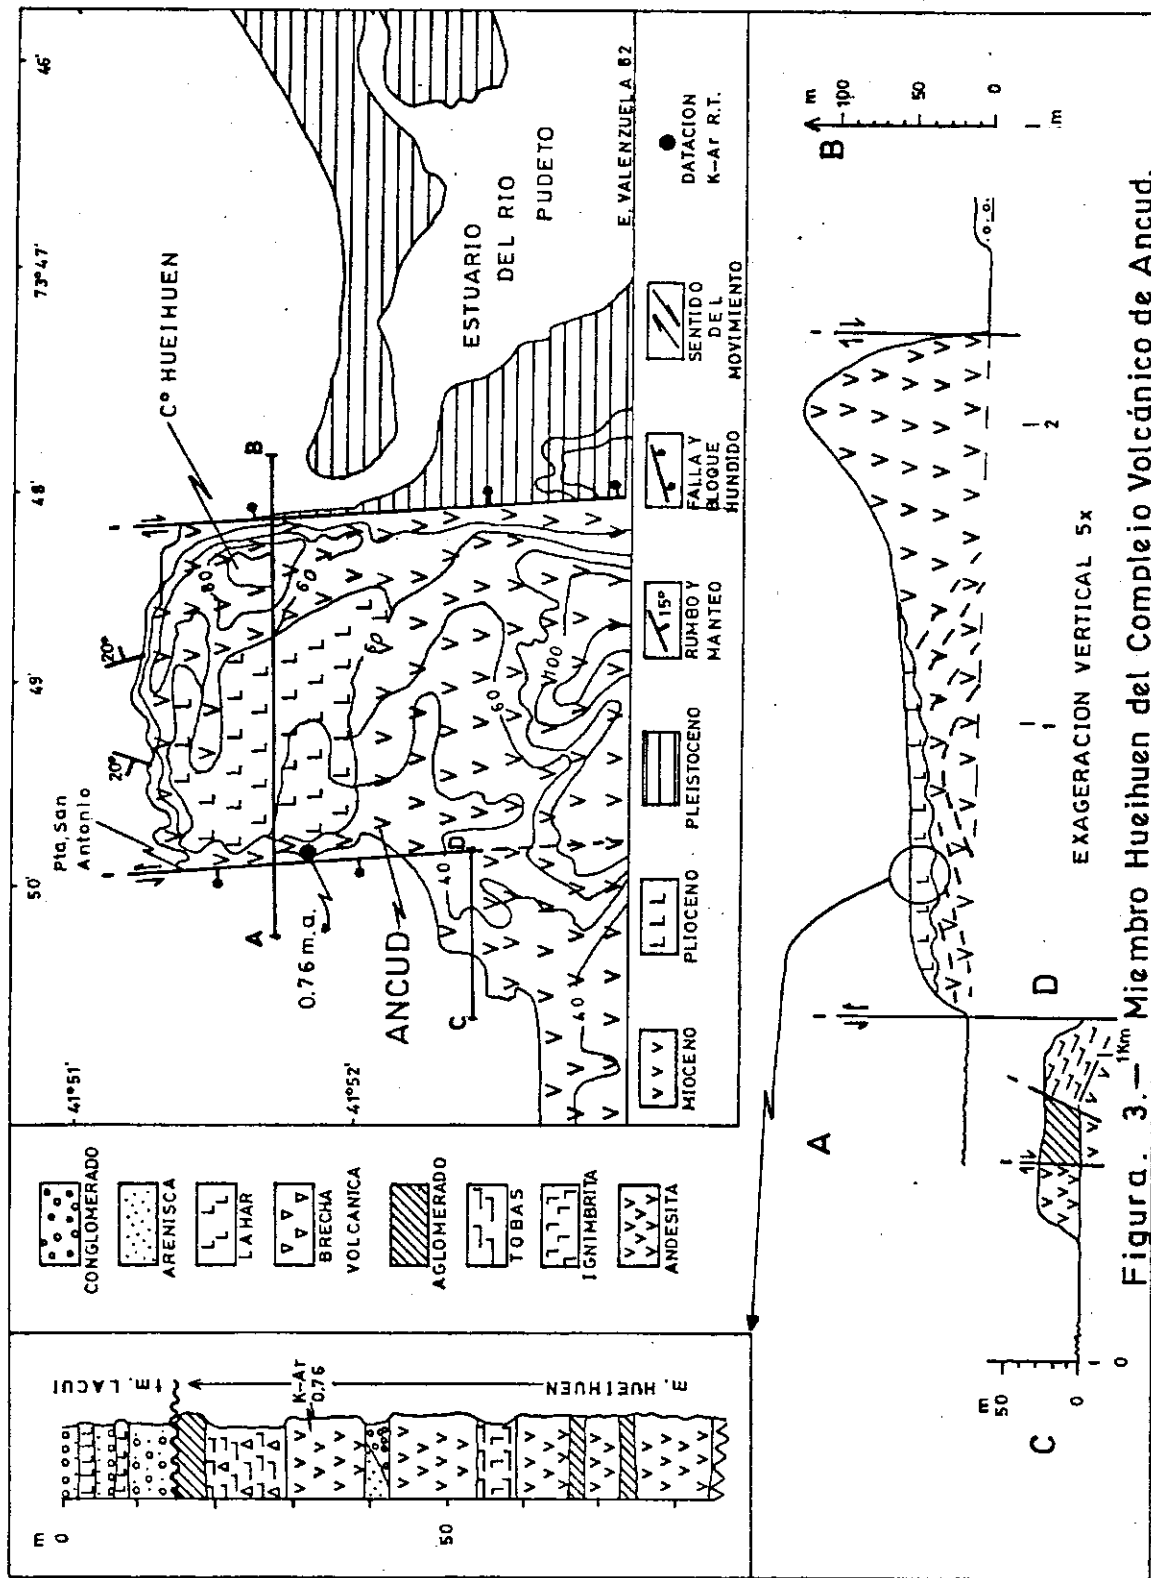 46'
73°47'
48'
49'
50'
41°51'
41°52'
C° HUEIHUEN
Pta. San
Antonio
20°
20°
80
60
60
60
100
40
40
A
B
C
D
0.76 m.a.
ANCUD
ESTUARIO
DEL RIO
PUDETO
E. VALENZUELA 82
MIOCENO
PLIOCENO
PLEISTOCENO
15°
RUMBO Y
MANTEO
FALLA Y
BLOQUE
HUNDIDO
SENTIDO
DEL
MOVIMIENTO
DATACION
K-Ar R.T.
CONGLOMERADO
ARENISCA
LAHAR
BRECHA
VOLCANICA
AGLOMERADO
TOBAS
IGNIMBRITA
ANDESITA
m
0
50
fm. LACUI
K-Ar
0.76
m. HUEIHUEN
A
B
m
100
50
0
1
2
m
EXAGERACION VERTICAL 5x
C
D
m
50
0
0
1Km
Figura. 3.— Miembro Hueihuen del Complejo Volcánico de Ancud.